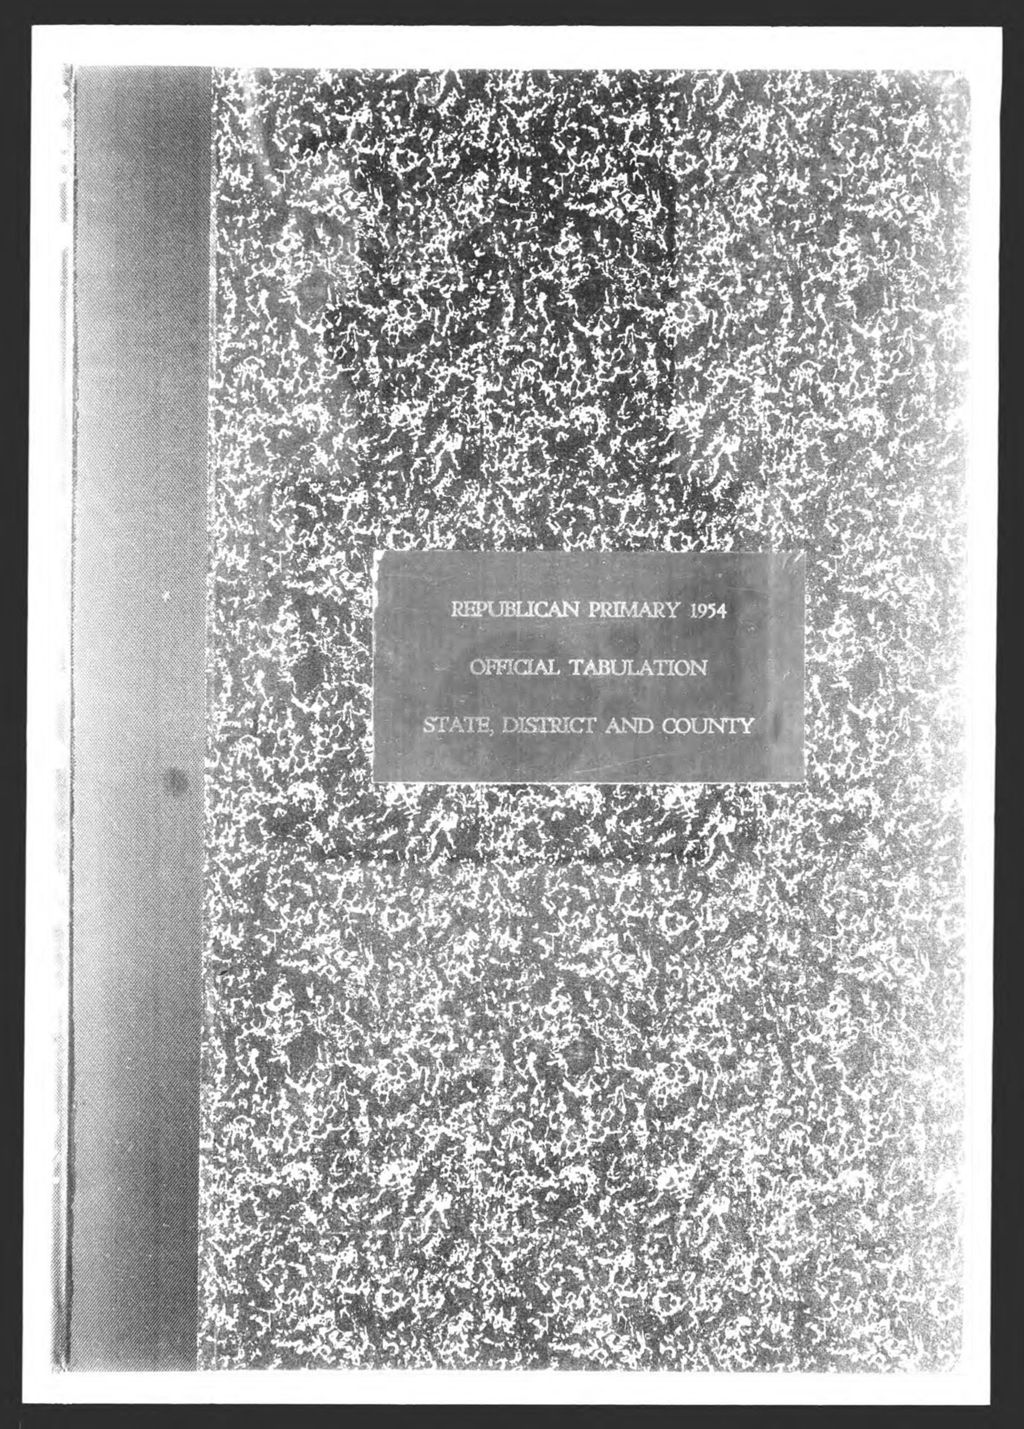 REPUBLICAN PRIMARY 1954
OFFICIAL TABULATION
STATE, DISTRICT AND COUNTY